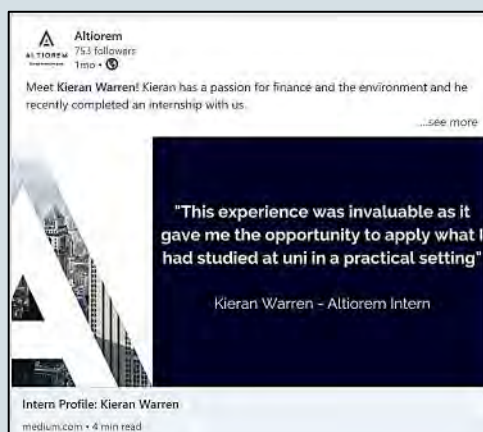 Altiorem
753 followers
1mo •
ALTIOREM
Meet Kieran Warren! Kieran has a passion for finance and the environment and he
recently completed an internship with us.
...see more
"This experience was invaluable as it
gave me the opportunity to apply what I
had studied at uni in a practical setting"
Kieran Warren - Altiorem Intern
Intern Profile: Kieran Warren
medium.com • 4 min read